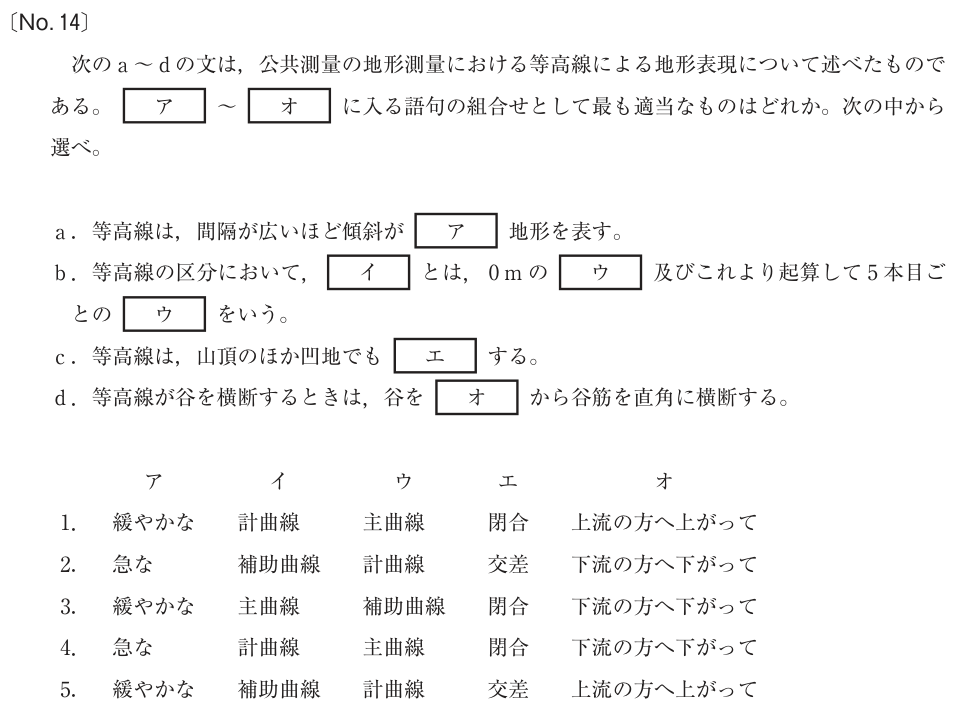 〔No. 14〕
次のa～dの文は，公共測量の地形測量における等高線による地形表現について述べたもので
ある。 ア ～ オ に入る語句の組合せとして最も適当なものはどれか。次の中から
選べ。
a．等高線は，間隔が広いほど傾斜が ア 地形を表す。
b．等高線の区分において， イ とは，0 m の ウ 及びこれより起算して5本目ご
との ウ をいう。
c．等高線は，山頂のほか凹地でも エ する。
d．等高線が谷を横断するときは，谷を オ から谷筋を直角に横断する。
ア イ ウ エ オ
1. 緩やかな 計曲線 主曲線 閉合 上流の方へ上がって
2. 急な 補助曲線 計曲線 交差 下流の方へ下がって
3. 緩やかな 主曲線 補助曲線 閉合 下流の方へ下がって
4. 急な 計曲線 主曲線 閉合 下流の方へ下がって
5. 緩やかな 補助曲線 計曲線 交差 上流の方へ上がって